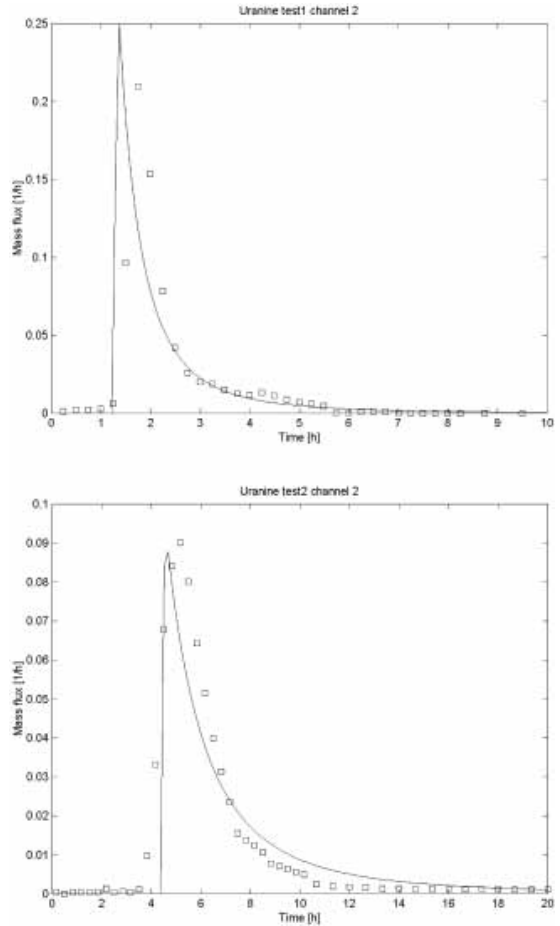 Uranine test1 channel 2
0.25
0.2
0.15
0.1
0.05
0
Mass flux [1/h]
0 1 2 3 4 5 6 7 8 9 10
Time [h]
Uranine test2 channel 2
0.1
0.09
0.08
0.07
0.06
0.05
0.04
0.03
0.02
0.01
0
Mass flux [1/h]
0 2 4 6 8 10 12 14 16 18 20
Time [h]